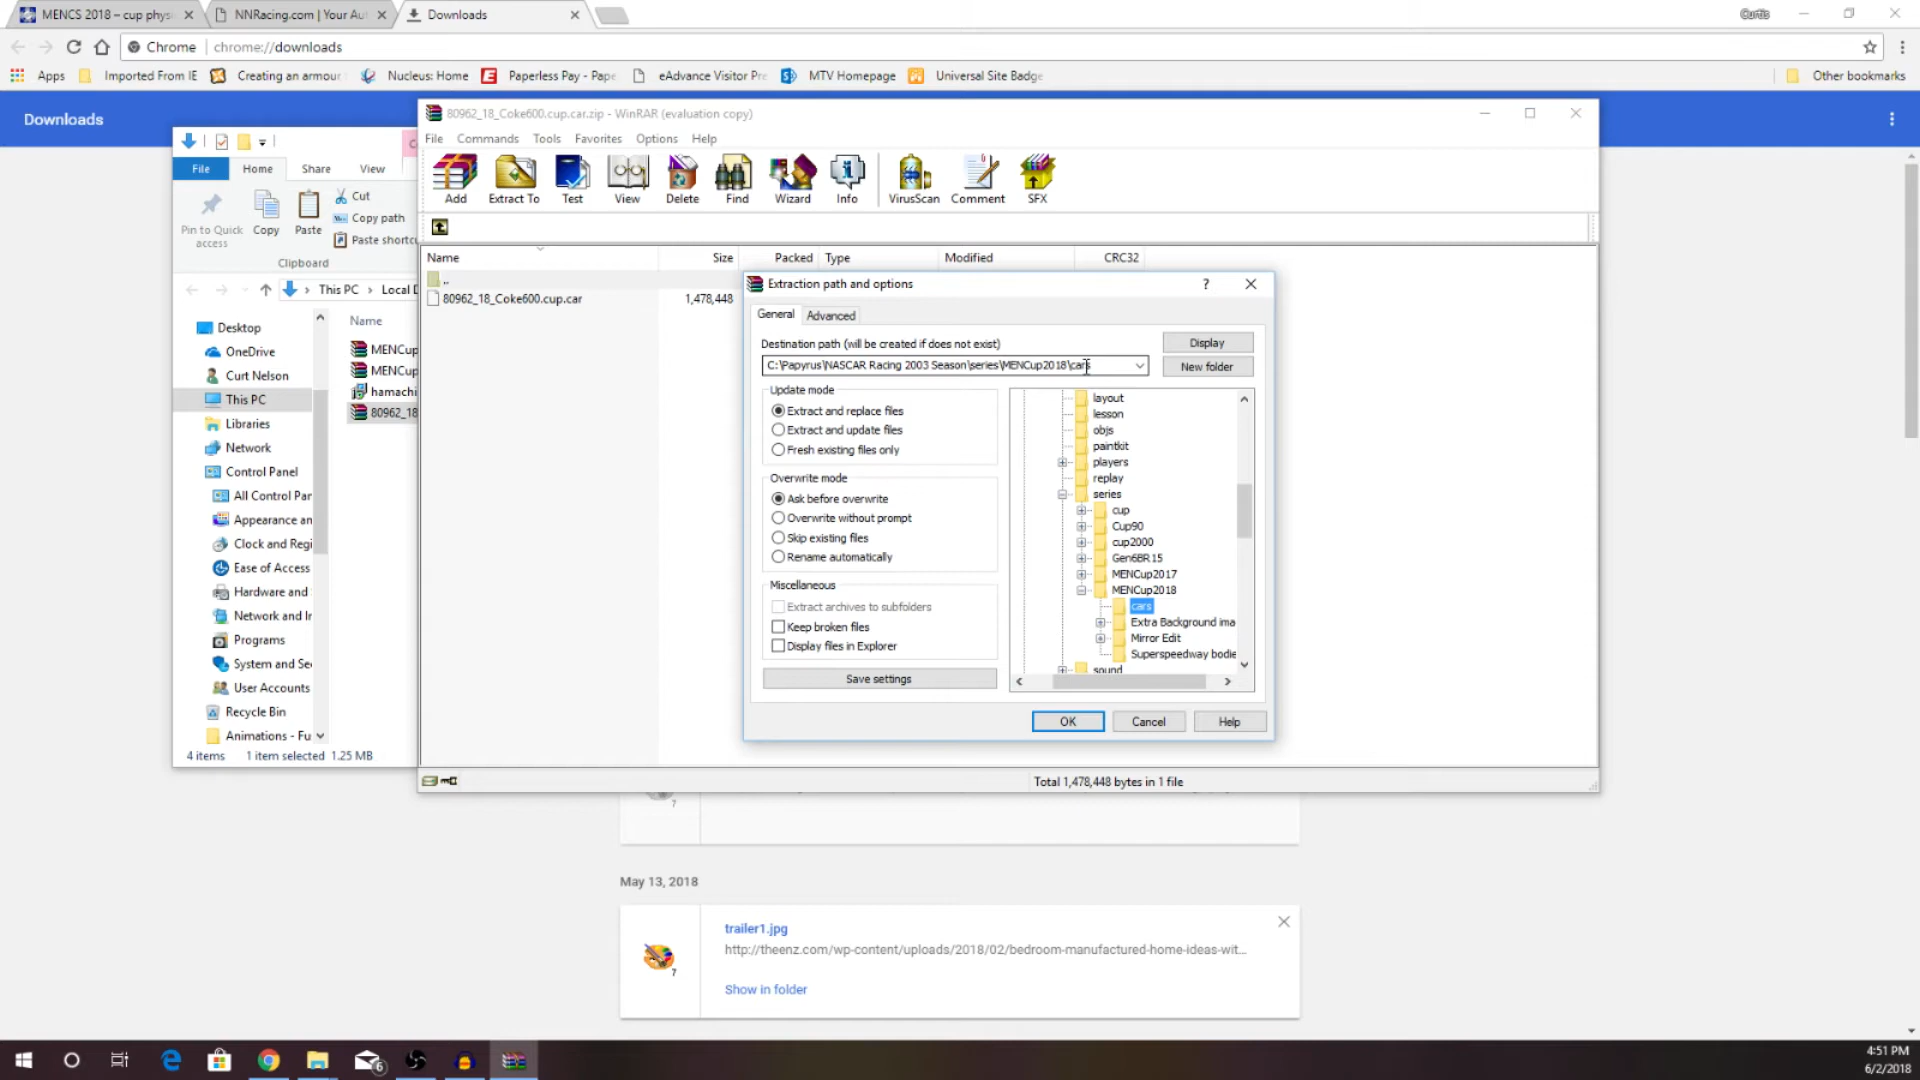 MENCS 2018 – cup phys
NNRacing.com | Your Aut
Downloads
Curtis
Chrome
chrome://downloads
Apps
Imported From IE
Creating an armour
Nucleus: Home
Paperless Pay - Pape
eAdvance Visitor Pre
MTV Homepage
Universal Site Badge
Other bookmarks
Downloads
File
Home
Share
View
Pin to Quick access
Copy
Paste
Cut
Copy path
Paste shortcu
Clipboard
This PC
Local D
Desktop
OneDrive
Curt Nelson
This PC
Libraries
Network
Control Panel
All Control Par
Appearance an
Clock and Regi
Ease of Access
Hardware and
Network and Ir
Programs
System and Sec
User Accounts
Recycle Bin
Animations - Fu
Name
MENCup
MENCup
hamachi
80962_18
4 items
1 item selected 1.25 MB
80962_18_Coke600.cup.car.zip - WinRAR (evaluation copy)
File Commands Tools Favorites Options Help
Add
Extract To
Test
View
Delete
Find
Wizard
Info
VirusScan
Comment
SFX
Name
Size
Packed
Type
Modified
CRC32
..
80962_18_Coke600.cup.car
1,478,448
Total 1,478,448 bytes in 1 file
Extraction path and options
?
General
Advanced
Destination path (will be created if does not exist)
C:\Papyrus\NASCAR Racing 2003 Season\series\MENCup2018\cars
Display
New folder
Update mode
Extract and replace files
Extract and update files
Fresh existing files only
Overwrite mode
Ask before overwrite
Overwrite without prompt
Skip existing files
Rename automatically
Miscellaneous
Extract archives to subfolders
Keep broken files
Display files in Explorer
Save settings
layout
lesson
objs
paintkit
players
replay
series
cup
Cup90
cup2000
Gen6BR15
MENCup2017
MENCup2018
cars
Extra Background ima
Mirror Edit
Superspeedway bodie
sound
OK
Cancel
Help
May 13, 2018
trailer1.jpg
http://theenz.com/wp-content/uploads/2018/02/bedroom-manufactured-home-ideas-wit...
Show in folder
6
4:51 PM
6/2/2018